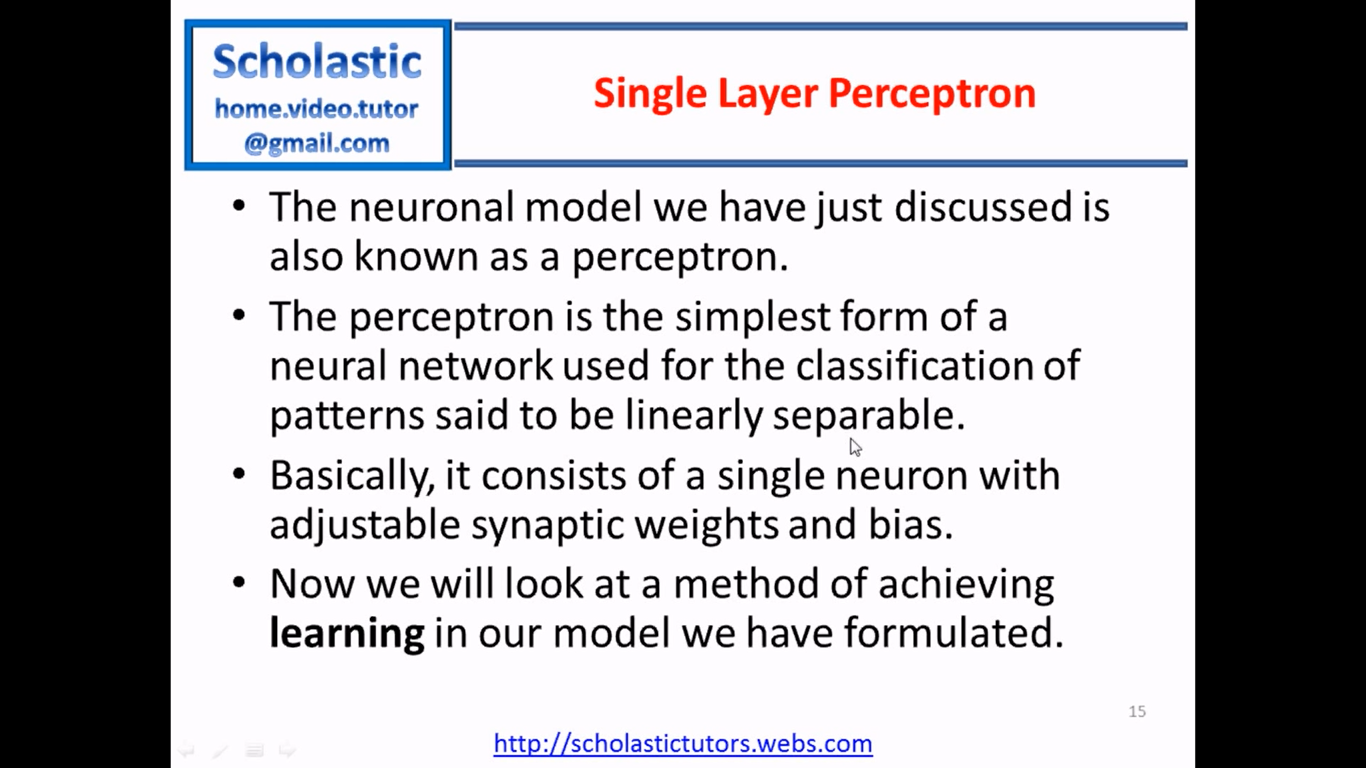 Scholastic
home.video.tutor
@gmail.com
Single Layer Perceptron
• The neuronal model we have just discussed is
also known as a perceptron.
• The perceptron is the simplest form of a
neural network used for the classification of
patterns said to be linearly separable.
• Basically, it consists of a single neuron with
adjustable synaptic weights and bias.
• Now we will look at a method of achieving
learning in our model we have formulated.
15
http://scholastictutors.webs.com